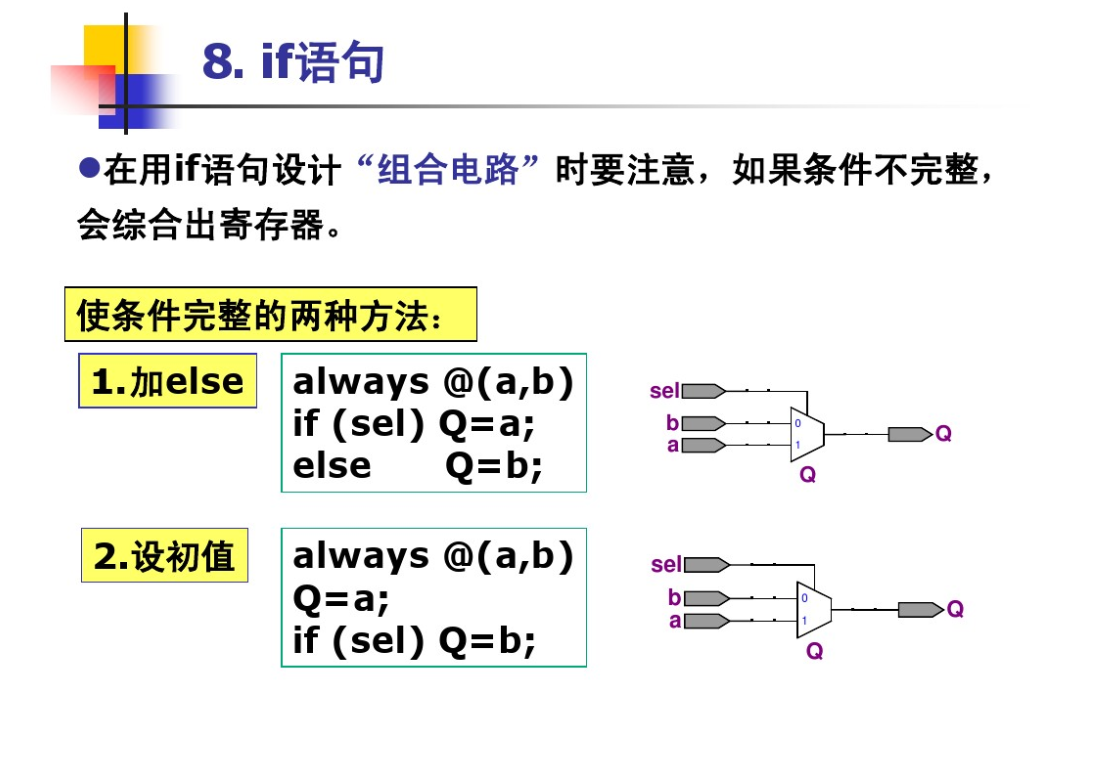 8. if语句
●在用if语句设计“组合电路”时要注意，如果条件不完整，
会综合出寄存器。
使条件完整的两种方法：
1.加else
always @(a,b)
if (sel) Q=a;
else Q=b;
sel
b
a
0
1
Q
Q
2.设初值
always @(a,b)
Q=a;
if (sel) Q=b;
sel
b
a
0
1
Q
Q